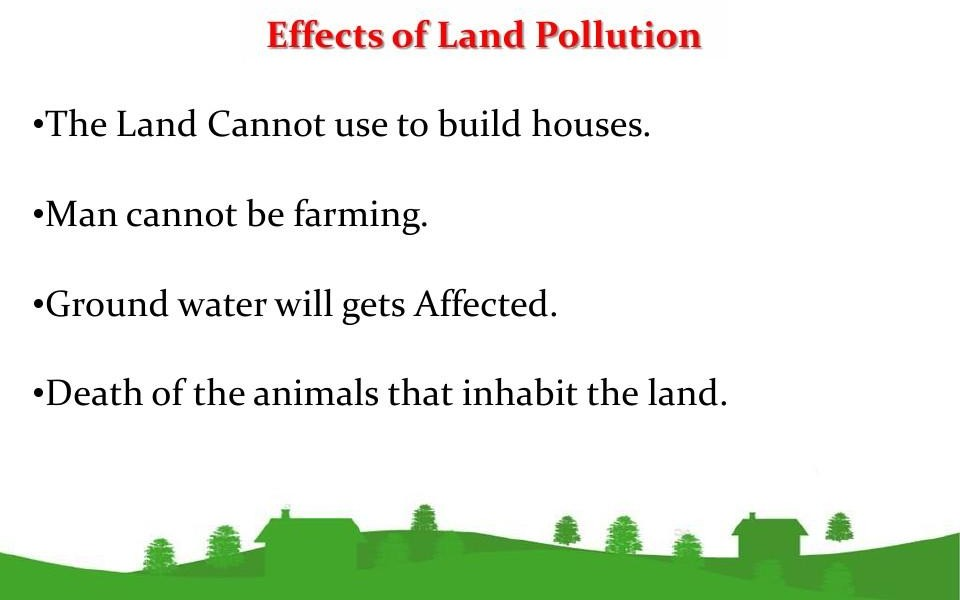 Effects of Land Pollution
•The Land Cannot use to build houses.
•Man cannot be farming.
•Ground water will gets Affected.
•Death of the animals that inhabit the land.